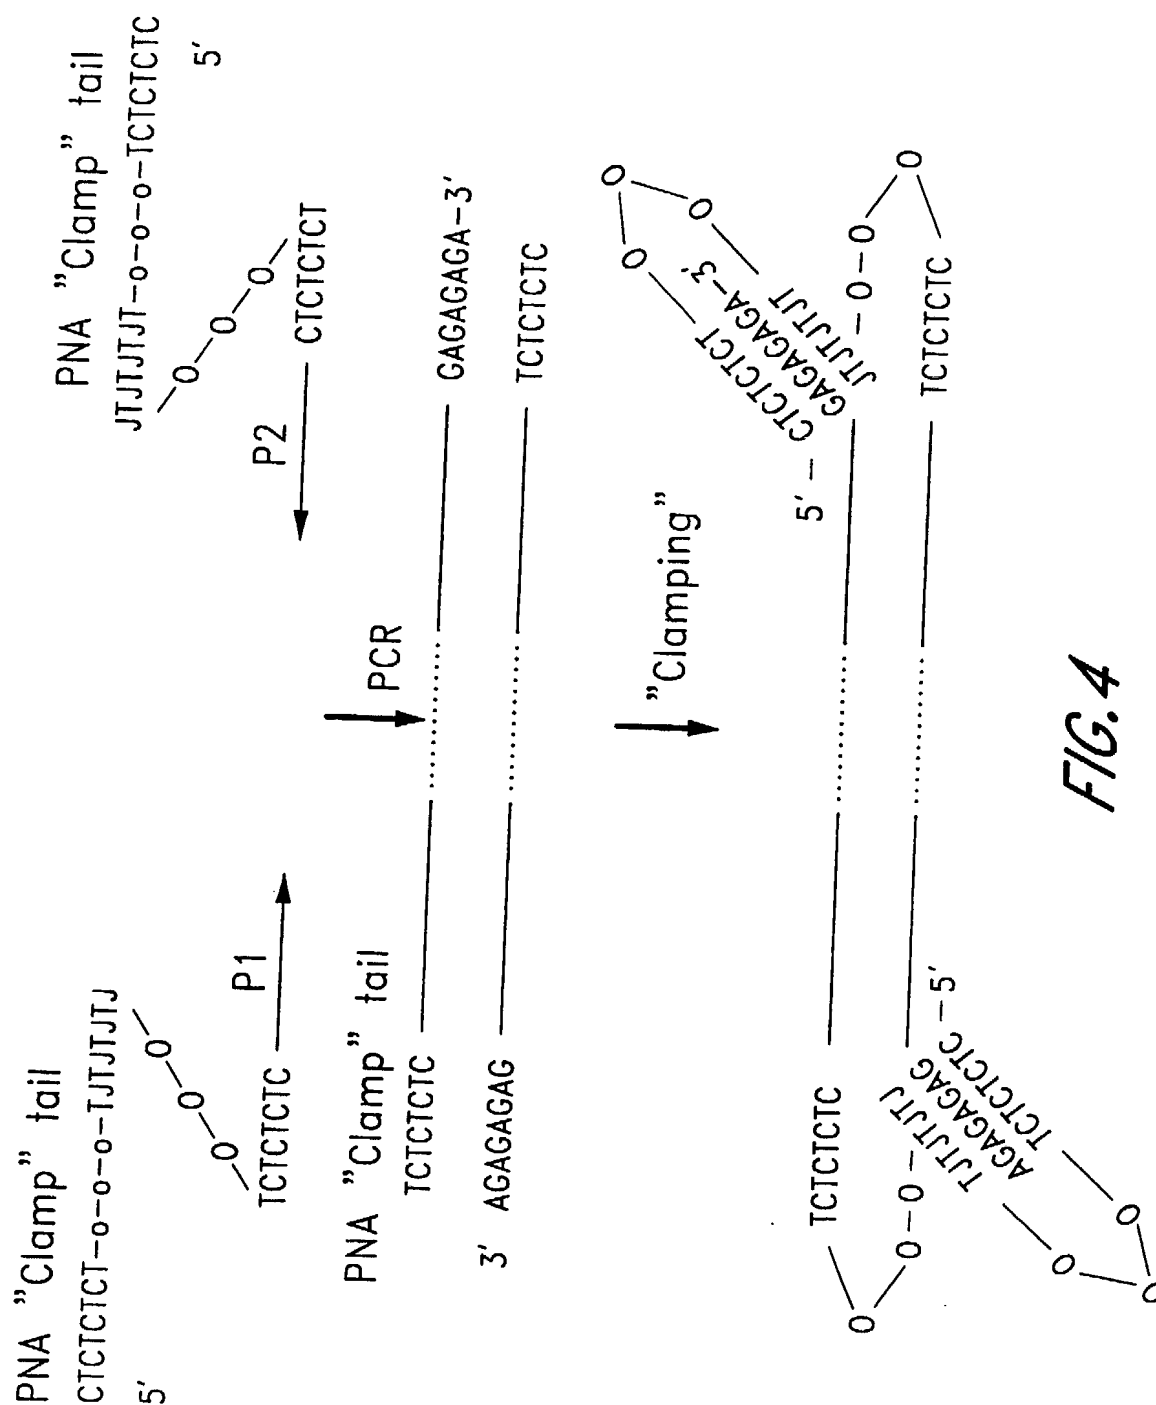 PNA "Clamp" tail
CTCTCTCT-o-o-o-TJTJTJTJ
5'
O O O
TCTCTCTC
P1
PNA "Clamp" tail
JTJTJTJT-o-o-o-TCTCTCTC
5'
O O O
CTCTCTCT
P2
PCR
PNA "Clamp" tail
TCTCTCTC
GAGAGAGA-3'
3' AGAGAGAG
TCTCTCTC
"Clamping"
TCTCTCTC
O O O
TJTJTJTJ
AGAGAGAG
TCTCTCTC -5'
O O O
5' - CTCTCTCT
GAGAGAGA-3'
JTJTJTJT
O O O
O O O
TCTCTCTC
FIG. 4